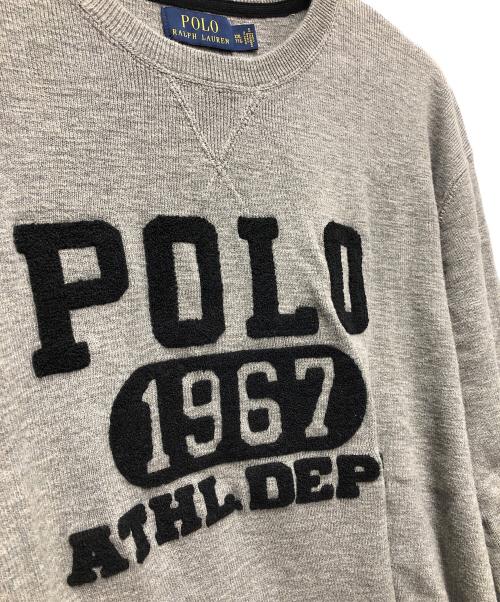 POLO
RALPH LAUREN
POLO
1967
ATHL.DEP